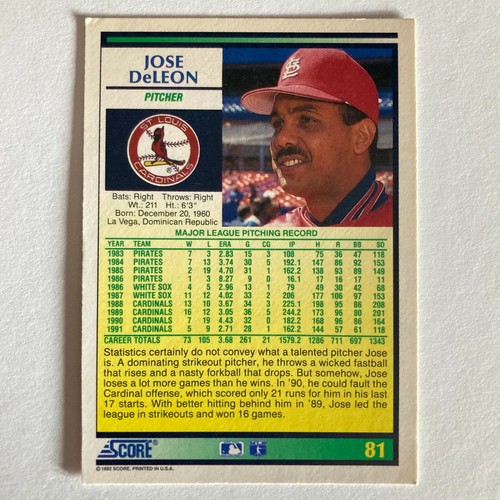 JOSE
DeLEON
PITCHER
ST. LOUIS
CARDINALS
StL
Bats: Right Throws: Right
Wt.: 211 Ht.: 6'3"
Born: December 20, 1960
La Vega, Dominican Republic
MAJOR LEAGUE PITCHING RECORD
YEAR TEAM W L ERA G CG IP H R BB SO
1983 PIRATES 7 3 2.83 15 3 108 75 36 47 118
1984 PIRATES 7 13 3.74 30 5 192.1 147 86 92 153
1985 PIRATES 2 19 4.70 31 1 162.2 138 93 89 149
1986 PIRATES 1 3 8.27 9 0 16.1 17 16 17 11
1986 WHITE SOX 4 5 2.96 13 1 79 49 30 42 68
1987 WHITE SOX 11 12 4.02 33 2 206 177 106 97 153
1988 CARDINALS 13 10 3.67 34 3 225.1 198 95 86 208
1989 CARDINALS 16 12 3.05 36 5 244.2 173 96 80 201
1990 CARDINALS 7 19 4.43 32 0 182.2 168 96 86 164
1991 CARDINALS 5 9 2.71 28 1 162.2 144 57 61 118
CAREER TOTALS 73 105 3.68 261 21 1579.2 1286 711 697 1343
Statistics certainly do not convey what a talented pitcher Jose
is. A dominating strikeout pitcher, he throws a wicked fastball
that rises and a nasty forkball that drops. But somehow, Jose
loses a lot more games than he wins. In '90, he could fault the
Cardinal offense, which scored only 21 runs for him in his last
17 starts. With better hitting behind him in '89, Jose led the
league in strikeouts and won 16 games.
SCORE
81
© 1992 SCORE, PRINTED IN U.S.A.